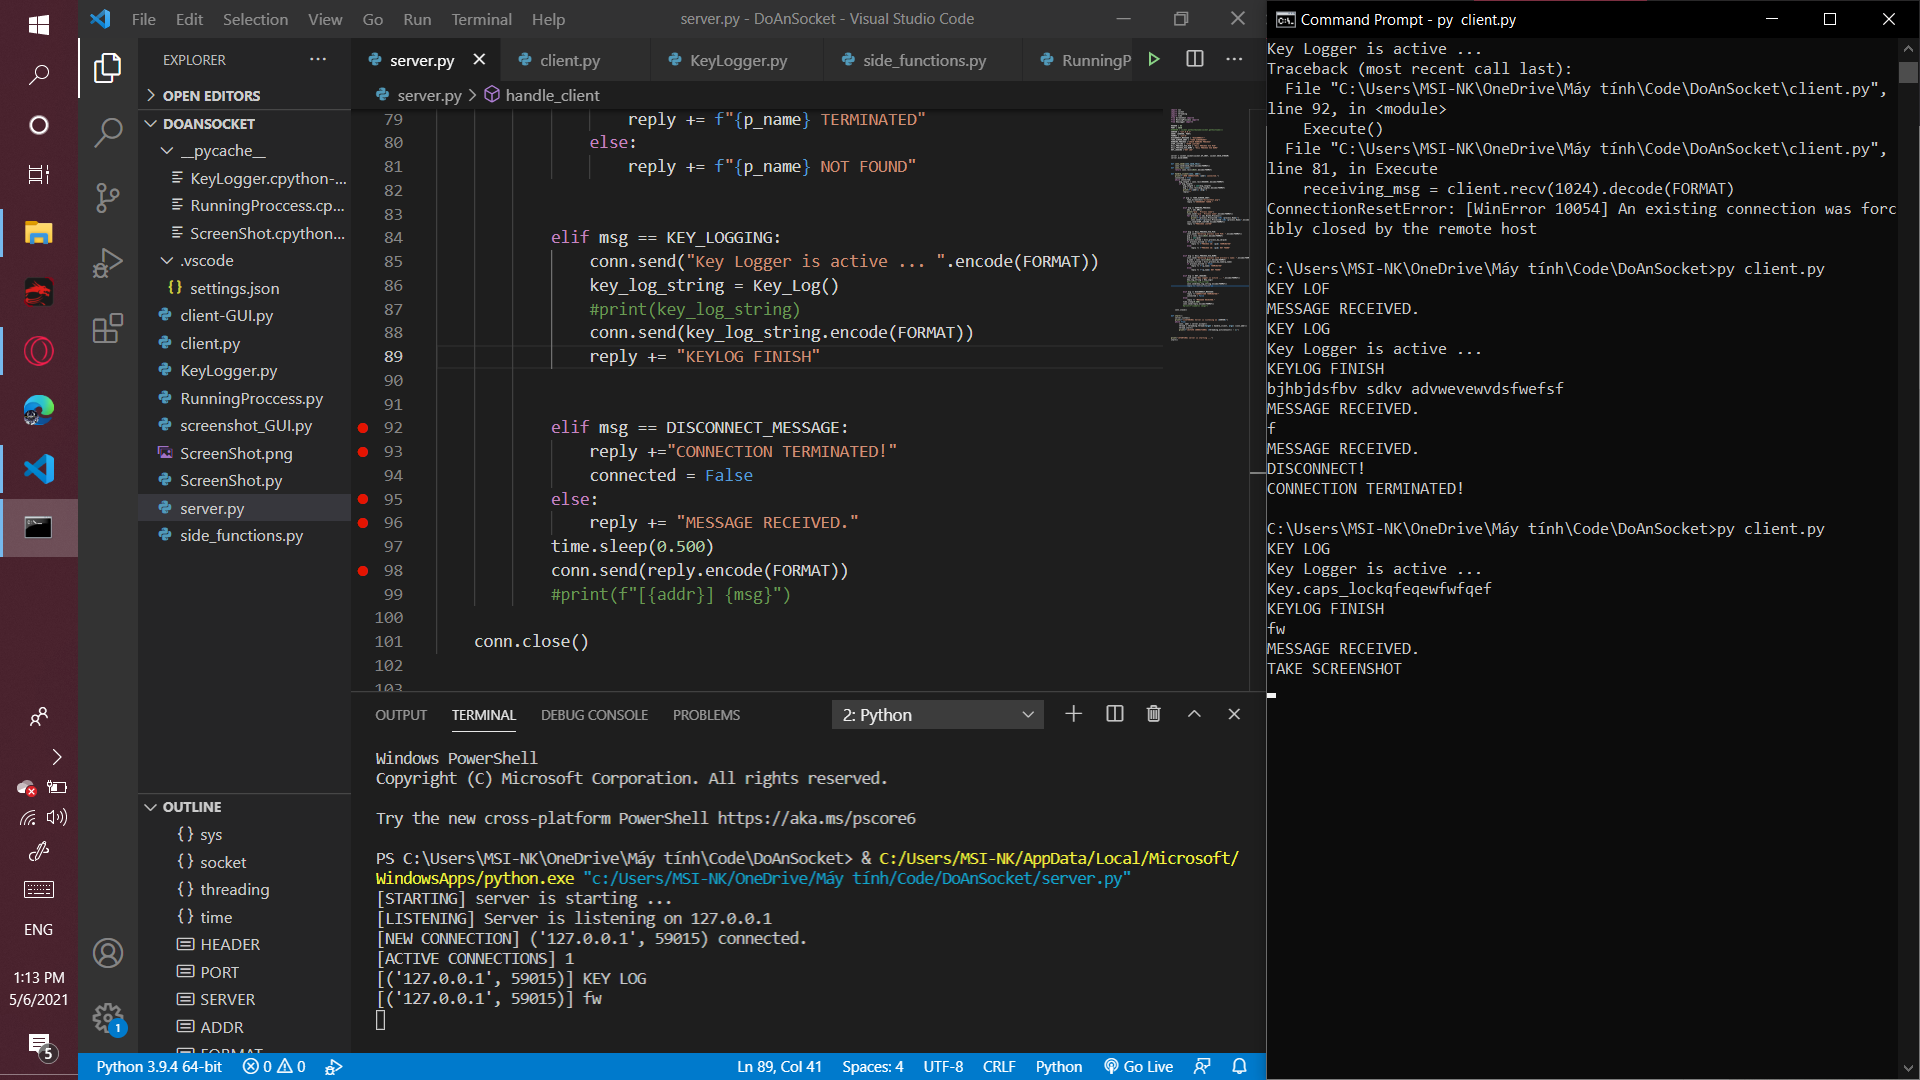 File Edit Selection View Go Run Terminal Help
server.py - DoAnSocket - Visual Studio Code
EXPLORER
OPEN EDITORS
DOANSOCKET
__pycache__
KeyLogger.cpython-...
RunningProccess.cp...
ScreenShot.cpython...
.vscode
settings.json
client-GUI.py
client.py
KeyLogger.py
RunningProccess.py
screenshot_GUI.py
ScreenShot.png
ScreenShot.py
server.py
side_functions.py
OUTLINE
sys
socket
threading
time
HEADER
PORT
SERVER
ADDR
server.py client.py KeyLogger.py side_functions.py RunningP
server.py > handle_client
79 reply += f"{p_name} TERMINATED"
80 else:
81 reply += f"{p_name} NOT FOUND"
82
83
84 elif msg == KEY_LOGGING:
85 conn.send("Key Logger is active ... ".encode(FORMAT))
86 key_log_string = Key_Log()
87 #print(key_log_string)
88 conn.send(key_log_string.encode(FORMAT))
89 reply += "KEYLOG FINISH"
90
91
92 elif msg == DISCONNECT_MESSAGE:
93 reply +="CONNECTION TERMINATED!"
94 connected = False
95 else:
96 reply += "MESSAGE RECEIVED."
97 time.sleep(0.500)
98 conn.send(reply.encode(FORMAT))
99 #print(f"[{addr}] {msg}")
100
101 conn.close()
102
103
OUTPUT TERMINAL DEBUG CONSOLE PROBLEMS
2: Python
Windows PowerShell
Copyright (C) Microsoft Corporation. All rights reserved.
Try the new cross-platform PowerShell https://aka.ms/pscore6
PS C:\Users\MSI-NK\OneDrive\Máy tính\Code\DoAnSocket> & C:/Users/MSI-NK/AppData/Local/Microsoft/
WindowsApps/python.exe "c:/Users/MSI-NK/OneDrive/Máy tính/Code/DoAnSocket/server.py"
[STARTING] server is starting ...
[LISTENING] Server is listening on 127.0.0.1
[NEW CONNECTION] ('127.0.0.1', 59015) connected.
[ACTIVE CONNECTIONS] 1
[('127.0.0.1', 59015)] KEY LOG
[('127.0.0.1', 59015)] fw
Python 3.9.4 64-bit 0 0 Ln 89, Col 41 Spaces: 4 UTF-8 CRLF Python Go Live
1
ENG
1:13 PM
5/6/2021
5
Command Prompt - py client.py
Key Logger is active ...
Traceback (most recent call last):
File "C:\Users\MSI-NK\OneDrive\Máy tính\Code\DoAnSocket\client.py",
line 92, in <module>
Execute()
File "C:\Users\MSI-NK\OneDrive\Máy tính\Code\DoAnSocket\client.py",
line 81, in Execute
receiving_msg = client.recv(1024).decode(FORMAT)
ConnectionResetError: [WinError 10054] An existing connection was forc
ibly closed by the remote host
C:\Users\MSI-NK\OneDrive\Máy tính\Code\DoAnSocket>py client.py
KEY LOF
MESSAGE RECEIVED.
KEY LOG
Key Logger is active ...
KEYLOG FINISH
bjhbjdsfbv sdkv advwevewvdsfwefsf
MESSAGE RECEIVED.
f
MESSAGE RECEIVED.
DISCONNECT!
CONNECTION TERMINATED!
C:\Users\MSI-NK\OneDrive\Máy tính\Code\DoAnSocket>py client.py
KEY LOG
Key Logger is active ...
Key.caps_lockqfeqewfwfqef
KEYLOG FINISH
fw
MESSAGE RECEIVED.
TAKE SCREENSHOT